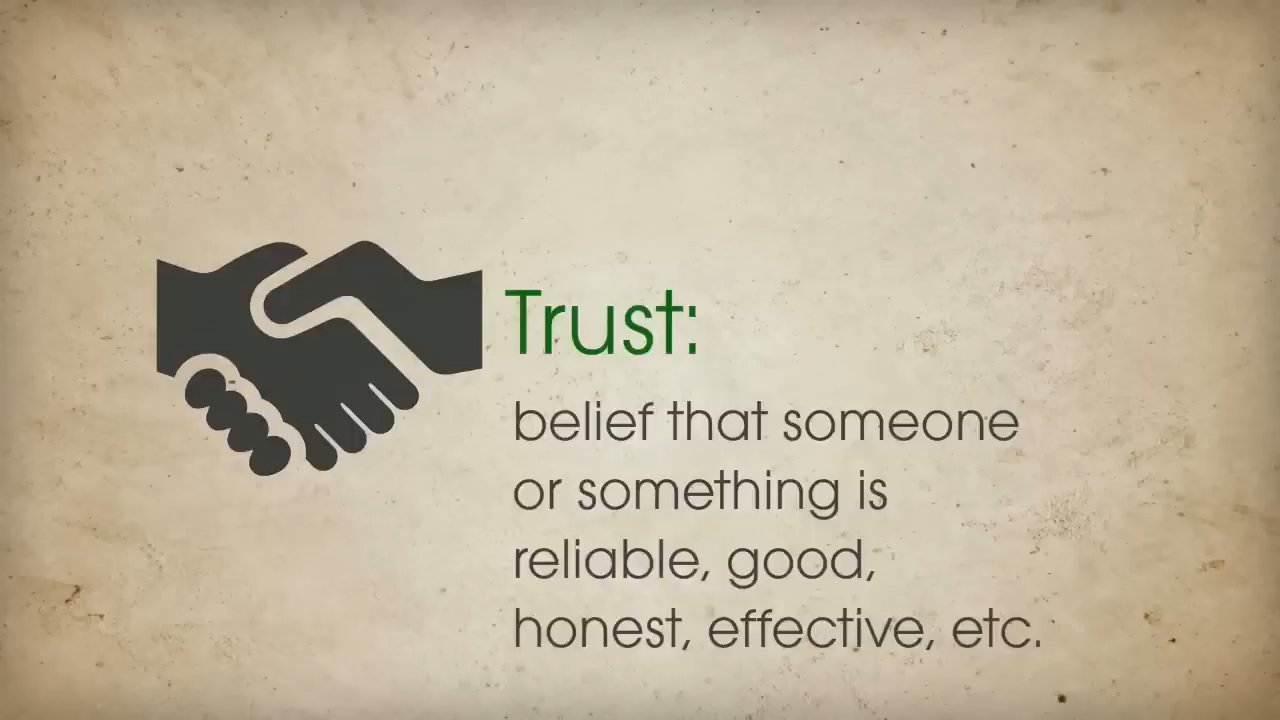 Trust:
belief that someone
or something is
reliable, good,
honest, effective, etc.